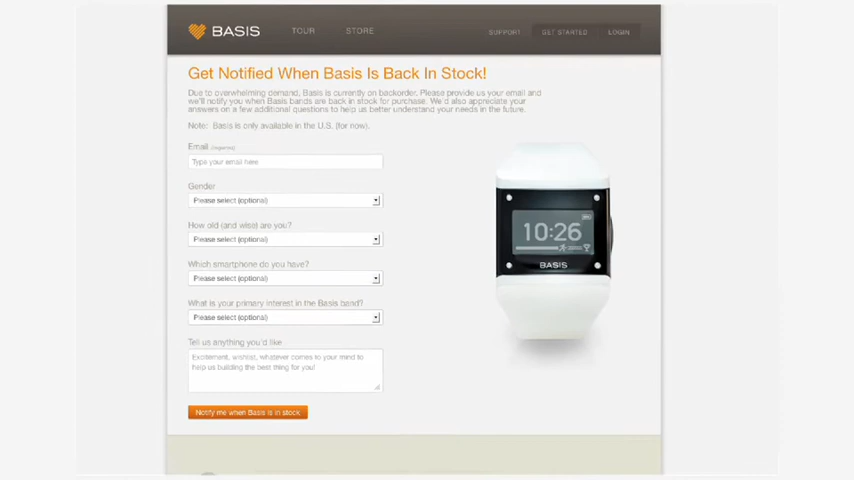 BASIS
TOUR
STORE
SUPPORT
GET STARTED
LOGIN
Get Notified When Basis Is Back In Stock!
Due to overwhelming demand, Basis is currently on backorder. Please provide us your email and
we'll notify you when Basis bands are back in stock for purchase. We'd also appreciate your
answers on a few additional questions to help us better understand your needs in the future.
Note: Basis is only available in the U.S. (for now).
Email (required)
Type your email here
Gender
Please select (optional)
How old (and wise) are you?
Please select (optional)
Which smartphone do you have?
Please select (optional)
What is your primary interest in the Basis band?
Please select (optional)
Tell us anything you'd like
Excitement, wishlist, whatever comes to your mind to
help us building the best thing for you!
Notify me when Basis is in stock
10:26
BASIS